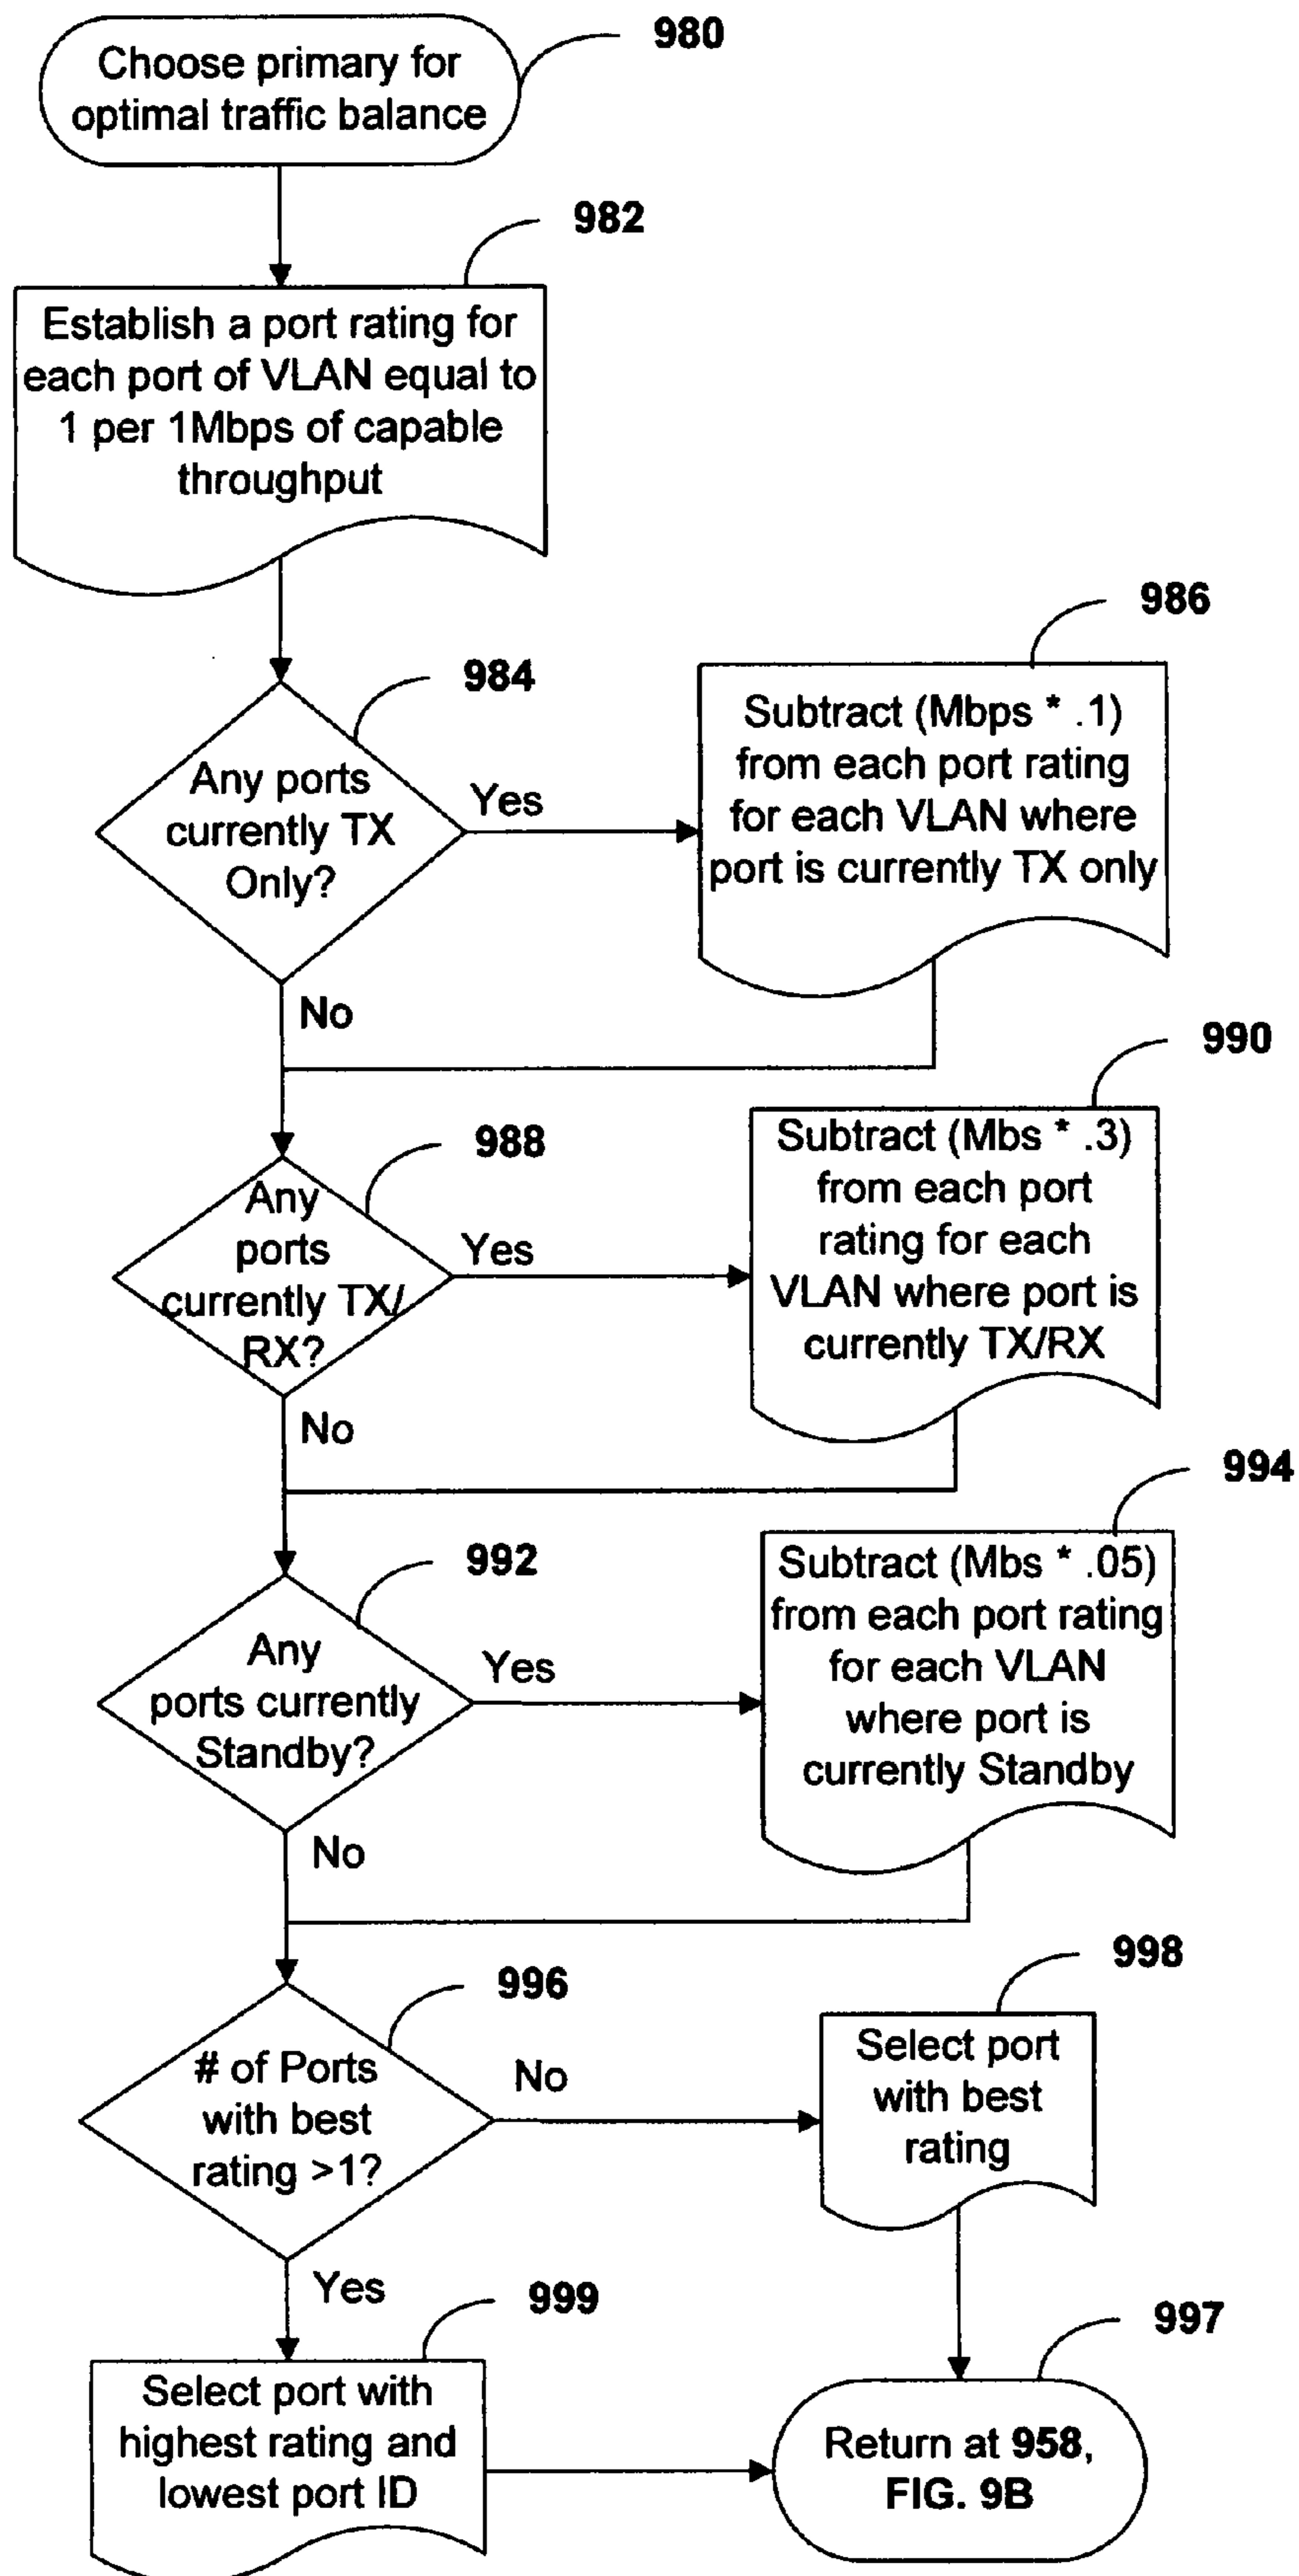 980
Choose primary for
optimal traffic balance
982
Establish a port rating for
each port of VLAN equal to
1 per 1Mbps of capable
throughput
984
Any ports
currently TX
Only?
Yes
No
986
Subtract (Mbps * .1)
from each port rating
for each VLAN where
port is currently TX only
988
Any
ports
currently TX/
RX?
Yes
No
990
Subtract (Mbs * .3)
from each port
rating for each
VLAN where port is
currently TX/RX
992
Any
ports currently
Standby?
Yes
No
994
Subtract (Mbs * .05)
from each port rating
for each VLAN
where port is
currently Standby
996
# of Ports
with best
rating >1?
No
Yes
998
Select port
with best
rating
999
Select port with
highest rating and
lowest port ID
997
Return at 958,
FIG. 9B